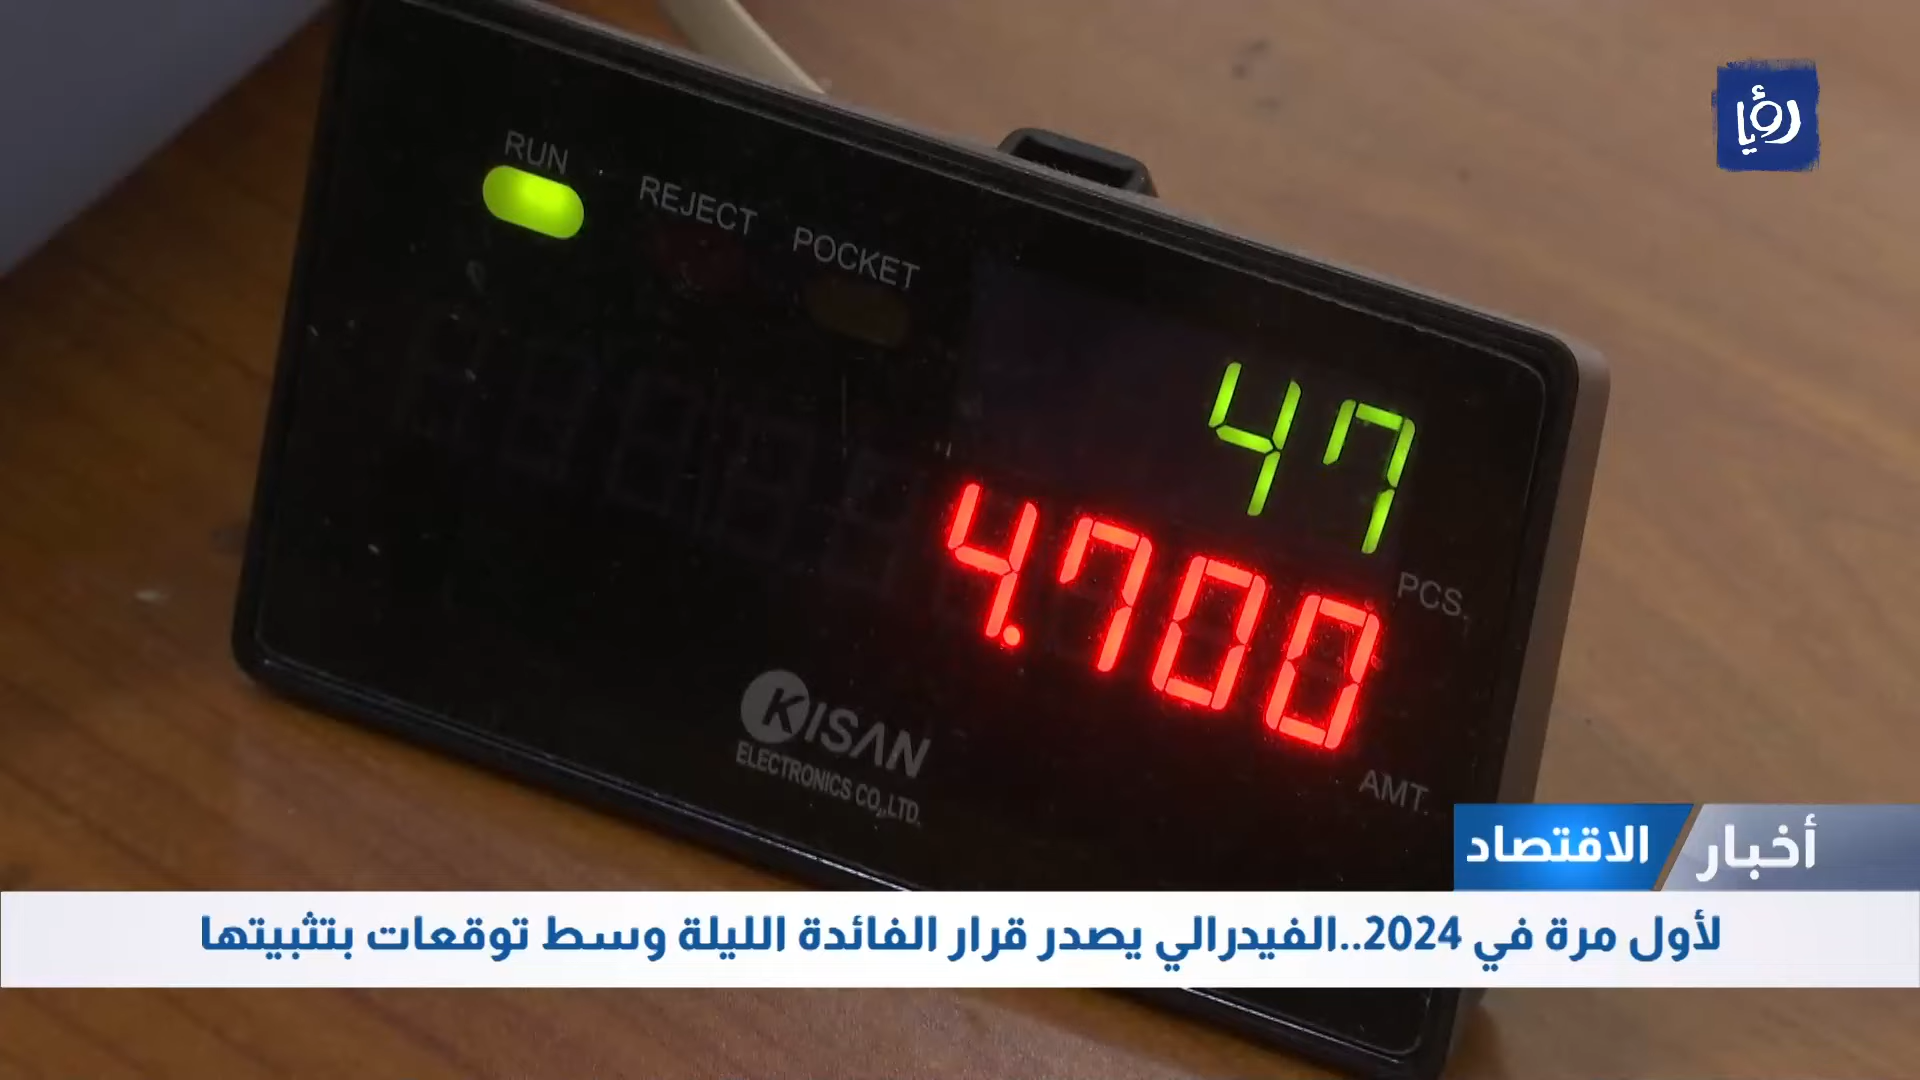 رؤيا
RUN
REJECT
POCKET
47
PCS.
4.700
AMT.
KISAN
ELECTRONICS CO.,LTD.
أخبار الاقتصاد
لأول مرة في 2024..الفيدرالي يصدر قرار الفائدة الليلة وسط توقعات بتثبيتها